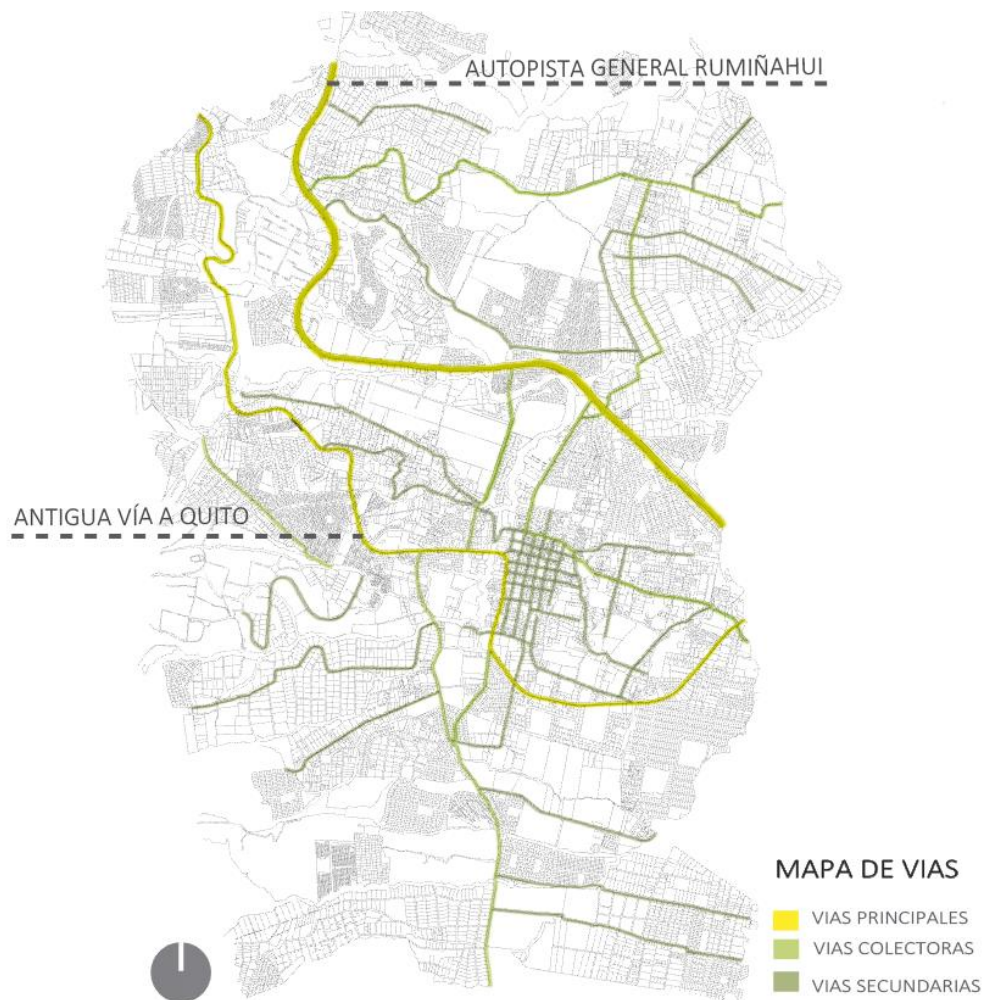 AUTOPISTA GENERAL RUMIÑAHUI
ANTIGUA VÍA A QUITO
MAPA DE VIAS
VIAS PRINCIPALES
VIAS COLECTORAS
VIAS SECUNDARIAS